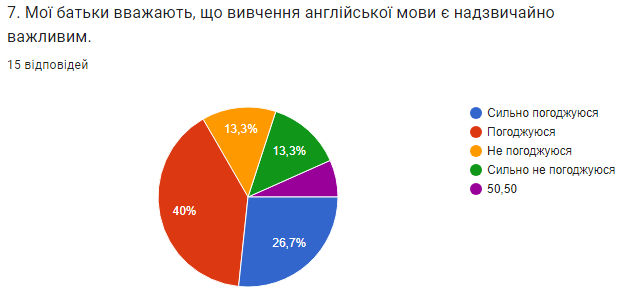 7. Мої батьки вважають, що вивчення англійської мови є надзвичайно
важливим.
15 відповідей
13,3%
13,3%
40%
26,7%
Сильно погоджуюся
Погоджуюся
Не погоджуюся
Сильно не погоджуюся
50,50